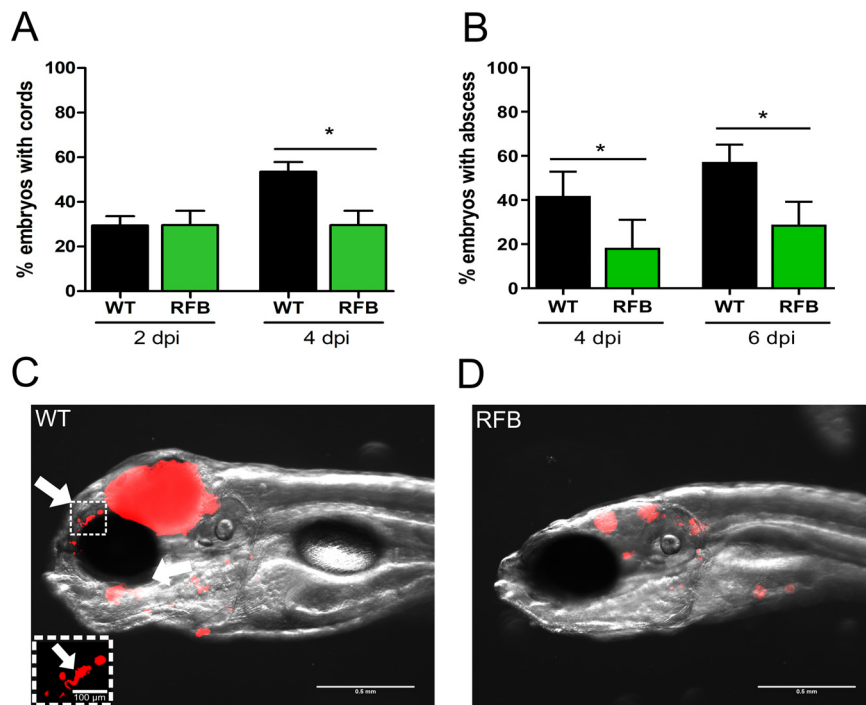 A
% embryos with cords
100
80
60
40
20
0
*
WT RFB WT RFB
2 dpi 4 dpi
B
% embryos with abscess
100
80
60
40
20
0
* *
WT RFB WT RFB
4 dpi 6 dpi
C
WT
100 µm
0.5 mm
D
RFB
0.5 mm